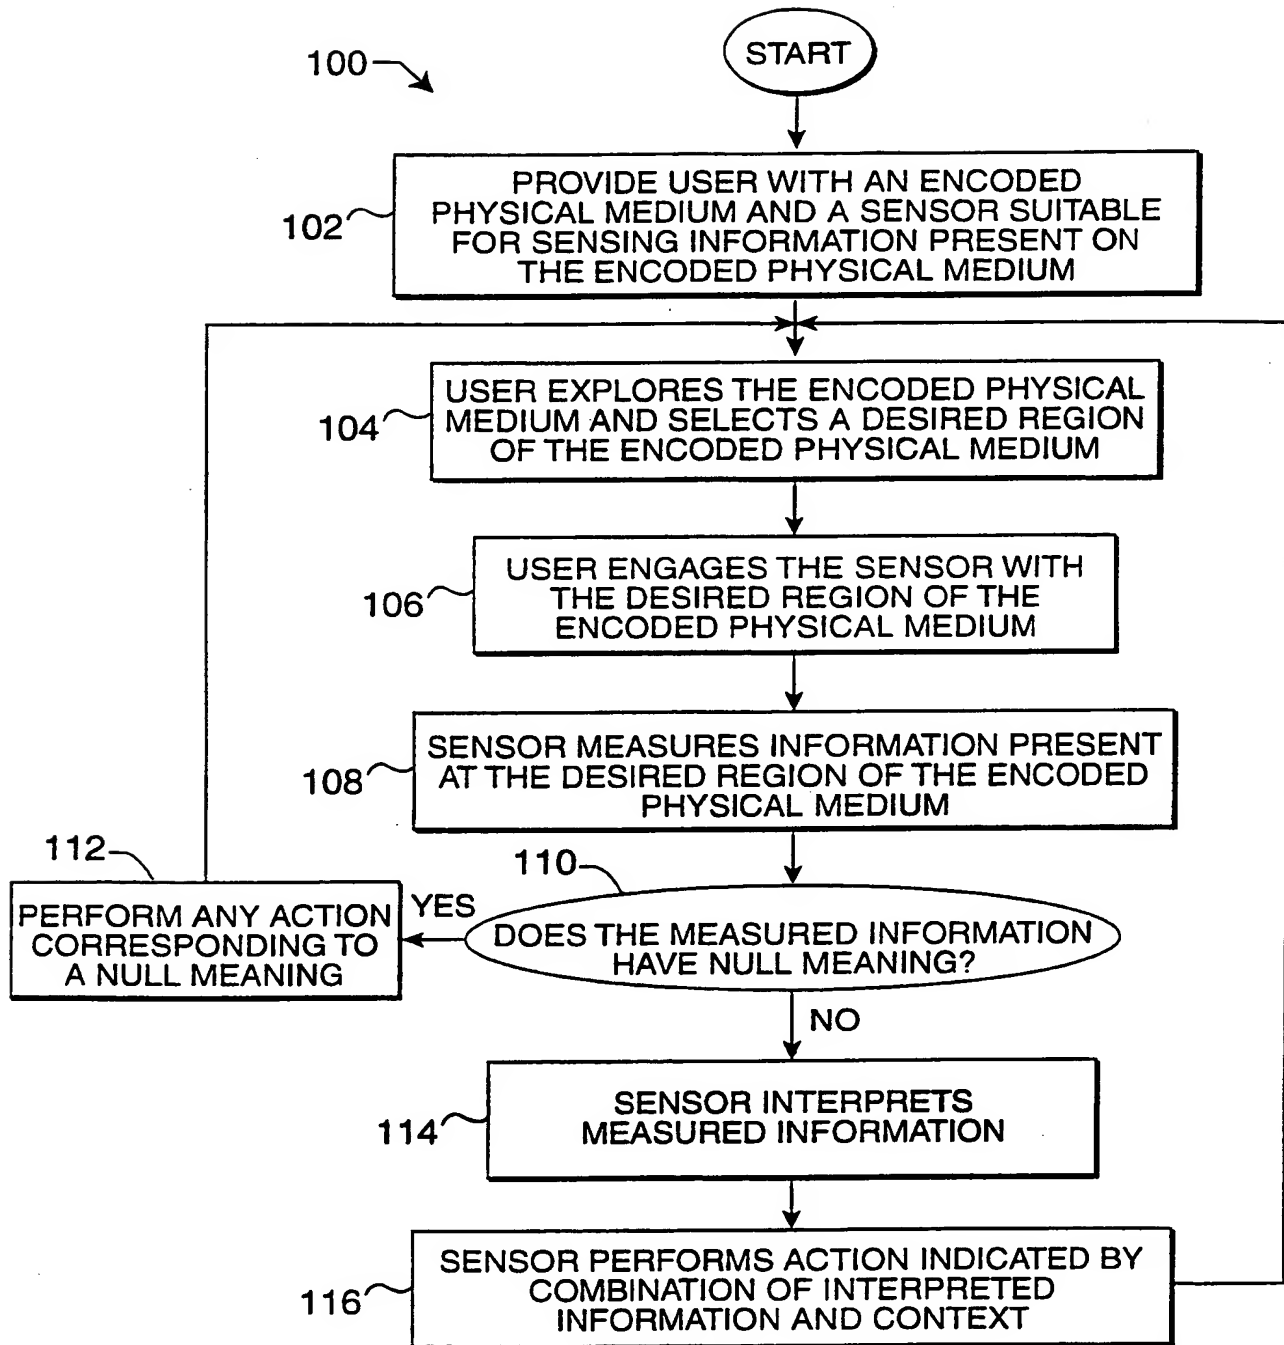 START
100
PROVIDE USER WITH AN ENCODED
PHYSICAL MEDIUM AND A SENSOR SUITABLE
FOR SENSING INFORMATION PRESENT ON
THE ENCODED PHYSICAL MEDIUM
102
USER EXPLORES THE ENCODED PHYSICAL
MEDIUM AND SELECTS A DESIRED REGION
OF THE ENCODED PHYSICAL MEDIUM
104
USER ENGAGES THE SENSOR WITH
THE DESIRED REGION OF THE
ENCODED PHYSICAL MEDIUM
106
SENSOR MEASURES INFORMATION PRESENT
AT THE DESIRED REGION OF THE ENCODED
PHYSICAL MEDIUM
108
110
DOES THE MEASURED INFORMATION
HAVE NULL MEANING?
YES
112
PERFORM ANY ACTION
CORRESPONDING TO
A NULL MEANING
NO
SENSOR INTERPRETS
MEASURED INFORMATION
114
SENSOR PERFORMS ACTION INDICATED BY
COMBINATION OF INTERPRETED
INFORMATION AND CONTEXT
116